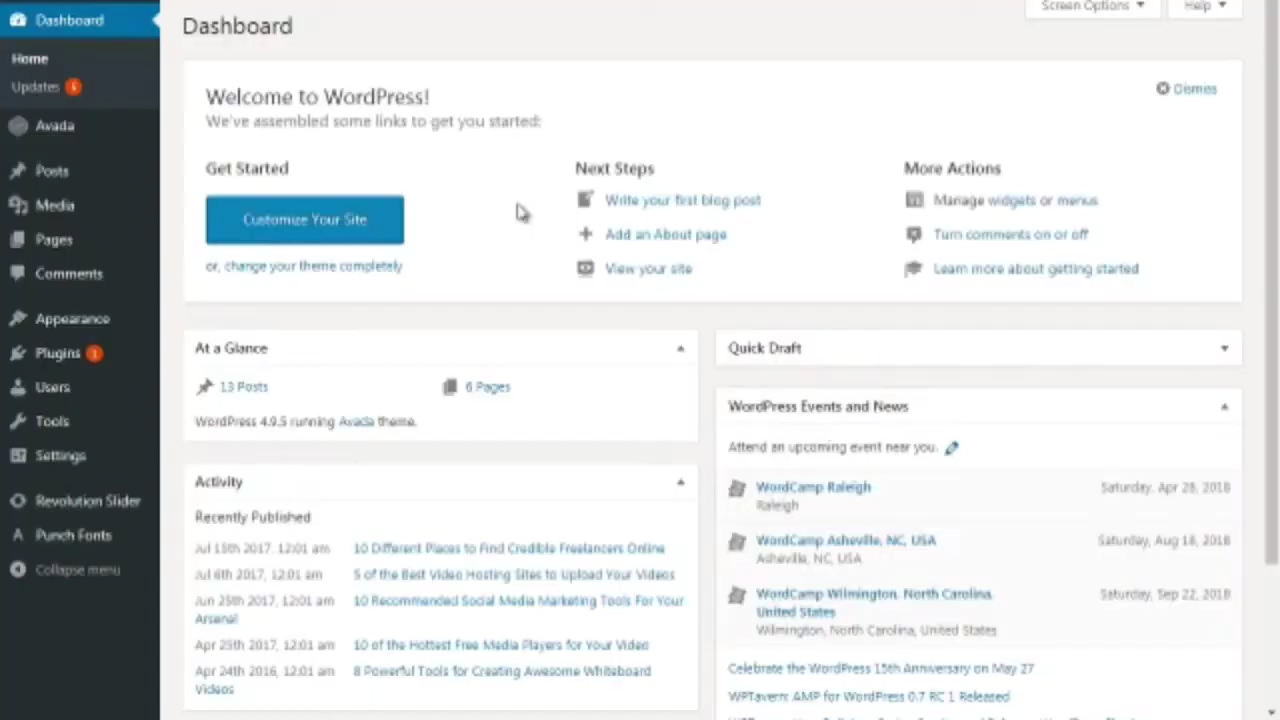 Dashboard
Home
Updates
Avada
Posts
Media
Pages
Comments
Appearance
Plugins 1
Users
Tools
Settings
Revolution Slider
Punch Fonts
Collapse menu
Screen Options
Help
Dashboard
Welcome to WordPress!
We've assembled some links to get you started:
Dismiss
Get Started
Customize Your Site
or, change your theme completely
Next Steps
Write your first blog post
Add an About page
View your site
More Actions
Manage widgets or menus
Turn comments on or off
Learn more about getting started
At a Glance
13 Posts
6 Pages
WordPress 4.9.5 running Avada theme.
Activity
Recently Published
Jul 15th 2017, 12:01 am 10 Different Places to Find Credible Freelancers Online
Jul 6th 2017, 12:01 am 5 of the Best Video Hosting Sites to Upload Your Videos
Jun 25th 2017, 12:01 am 10 Recommended Social Media Marketing Tools For Your
Arsenal
Apr 25th 2017, 12:01 am 10 of the Hottest Free Media Players for Your Video
Apr 24th 2016, 12:01 am 8 Powerful Tools for Creating Awesome Whiteboard
Videos
Quick Draft
WordPress Events and News
Attend an upcoming event near you.
WordCamp Raleigh Saturday, Apr 28, 2018
Raleigh
WordCamp Asheville, NC, USA Saturday, Aug 18, 2018
Asheville, NC, USA
WordCamp Wilmington, North Carolina, Saturday, Sep 22, 2018
United States
Wilmington, North Carolina, United States
Celebrate the WordPress 15th Anniversary on May 27
WPTavern: AMP for WordPress 0.7 RC 1 Released